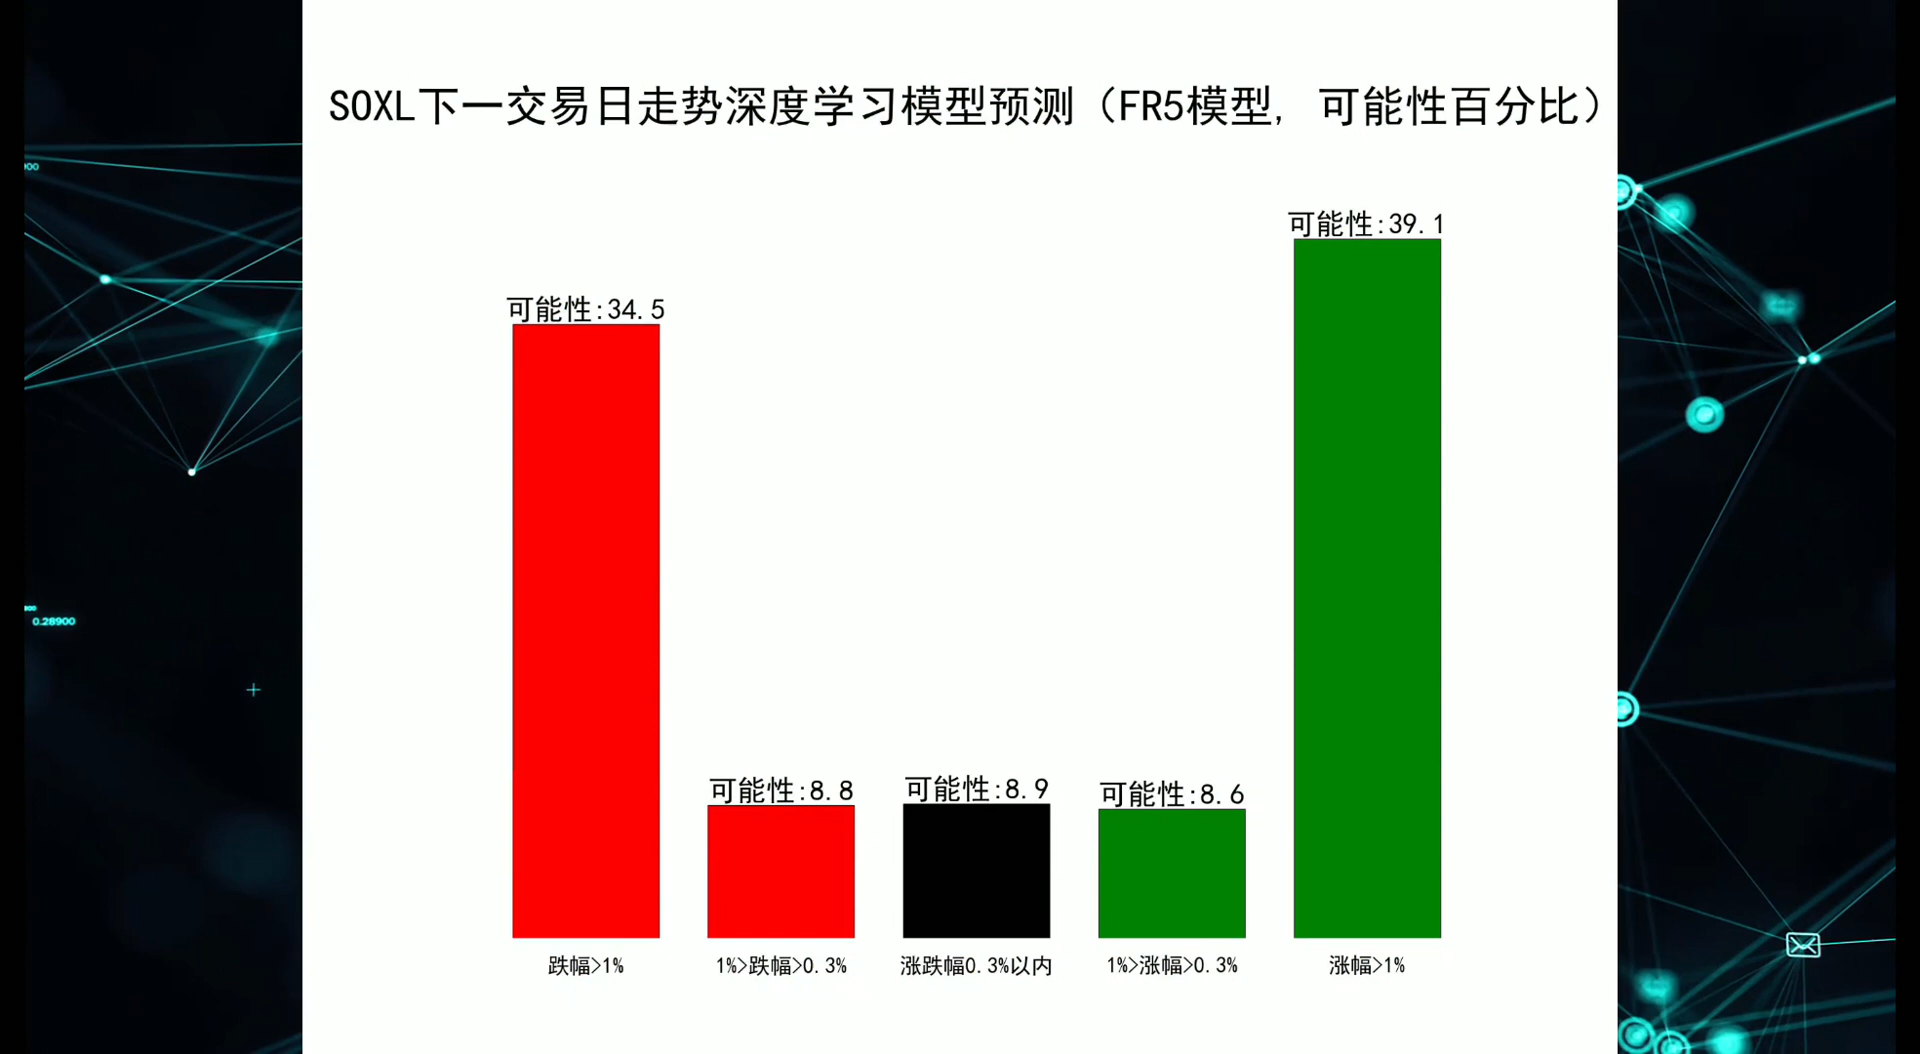 SOXL下一交易日走势深度学习模型预测（FR5模型, 可能性百分比）
可能性:39.1
可能性:34.5
可能性:8.8
可能性:8.9
可能性:8.6
跌幅>1%
1%>跌幅>0.3%
涨跌幅0.3%以内
1%>涨幅>0.3%
涨幅>1%
0.28900